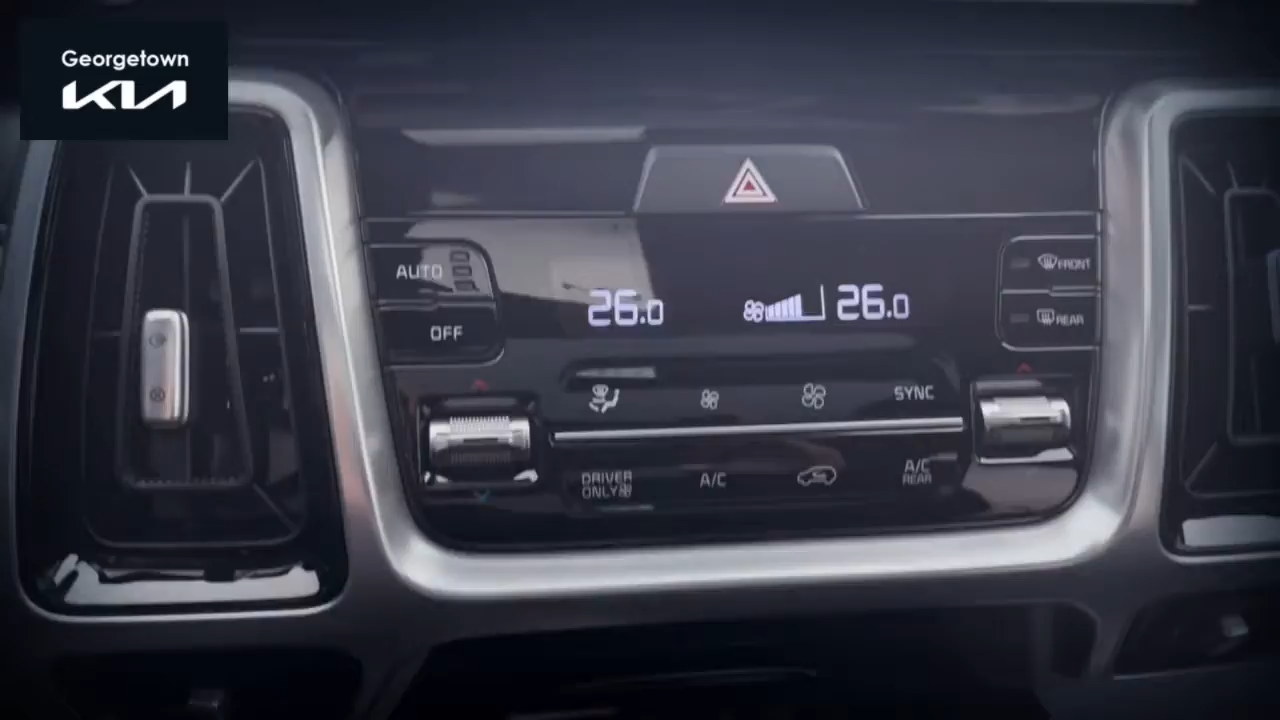 Georgetown
KIA
AUTO
OFF
26.0
26.0
FRONT
REAR
SYNC
DRIVER
ONLY
A/C
A/C
REAR